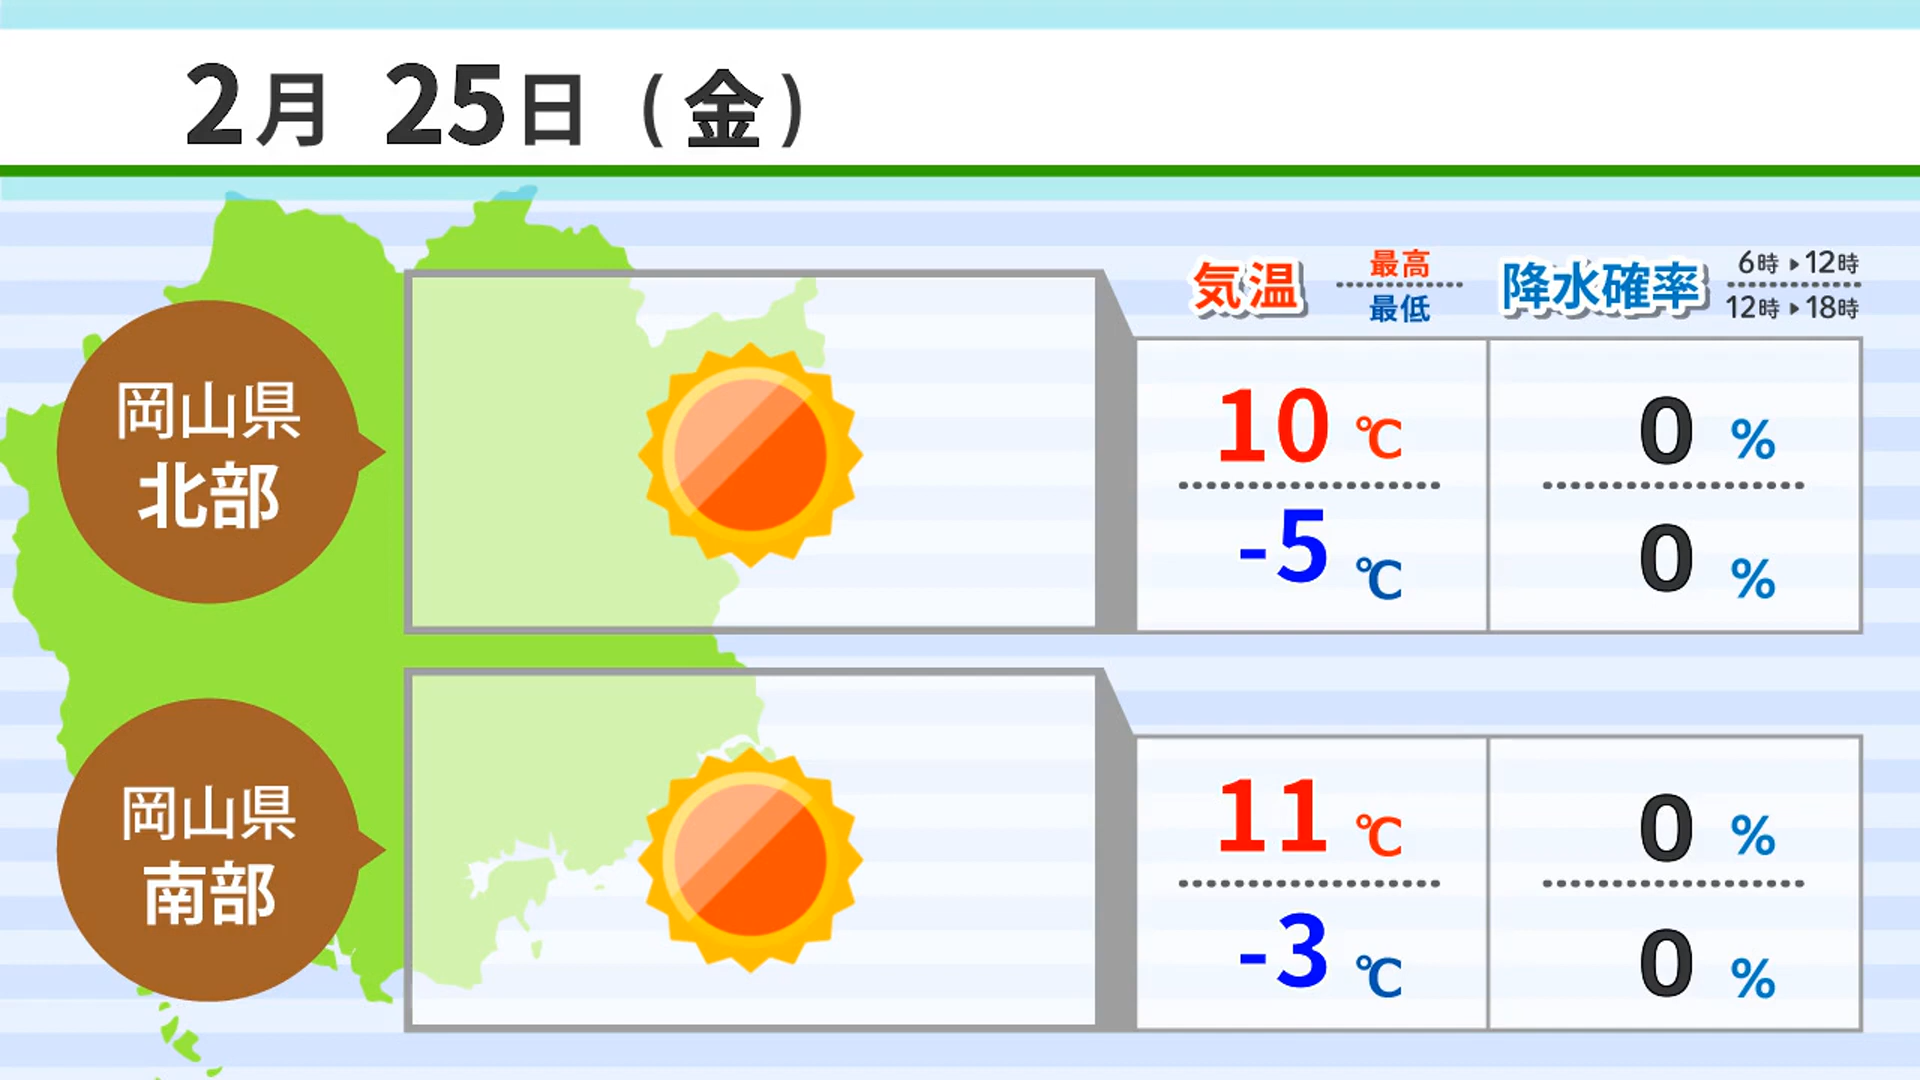 2月 25日 (金)
気温 最高 最低
降水確率 6時▶12時 12時▶18時
岡山県
北部
10℃
-5℃
0%
0%
岡山県
南部
11℃
-3℃
0%
0%